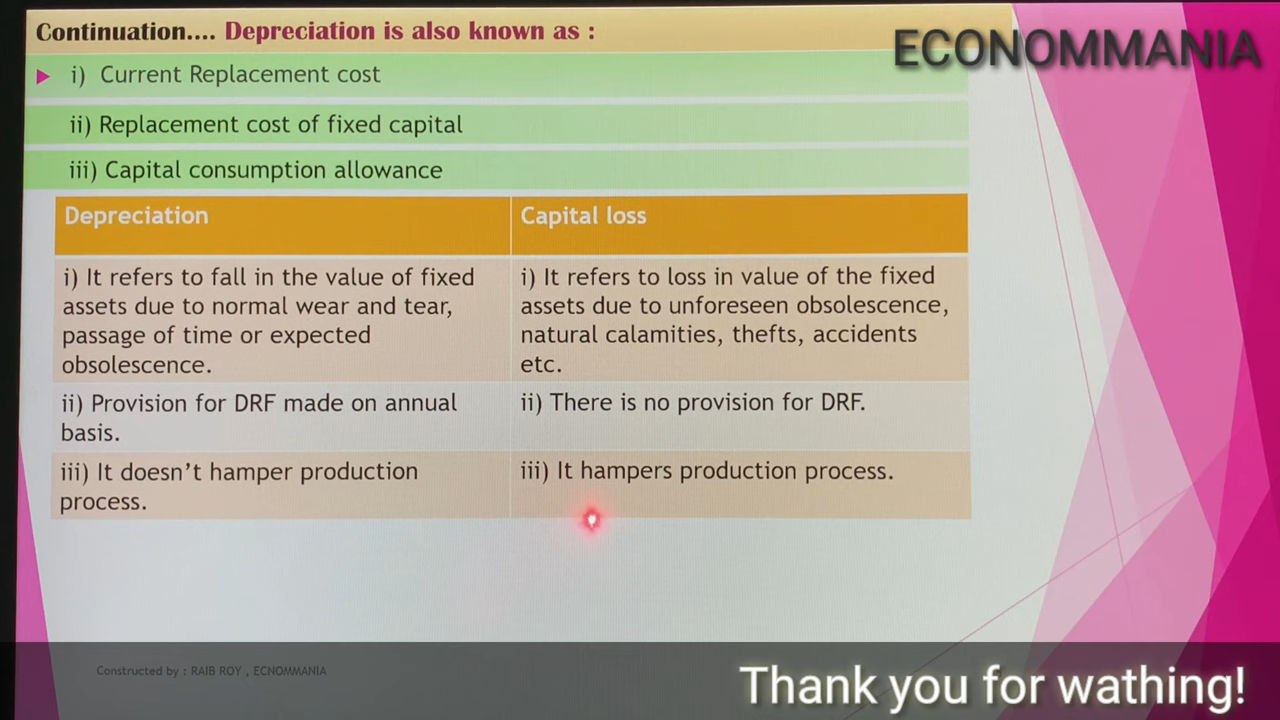 Continuation.... Depreciation is also known as :
ECONOMMANIA
i) Current Replacement cost
ii) Replacement cost of fixed capital
iii) Capital consumption allowance
Depreciation
Capital loss
i) It refers to fall in the value of fixed
assets due to normal wear and tear,
passage of time or expected
obsolescence.
i) It refers to loss in value of the fixed
assets due to unforeseen obsolescence,
natural calamities, thefts, accidents
etc.
ii) Provision for DRF made on annual
basis.
ii) There is no provision for DRF.
iii) It doesn't hamper production
process.
iii) It hampers production process.
Constructed by : RAIB ROY , ECNOMMANIA
Thank you for wathing!